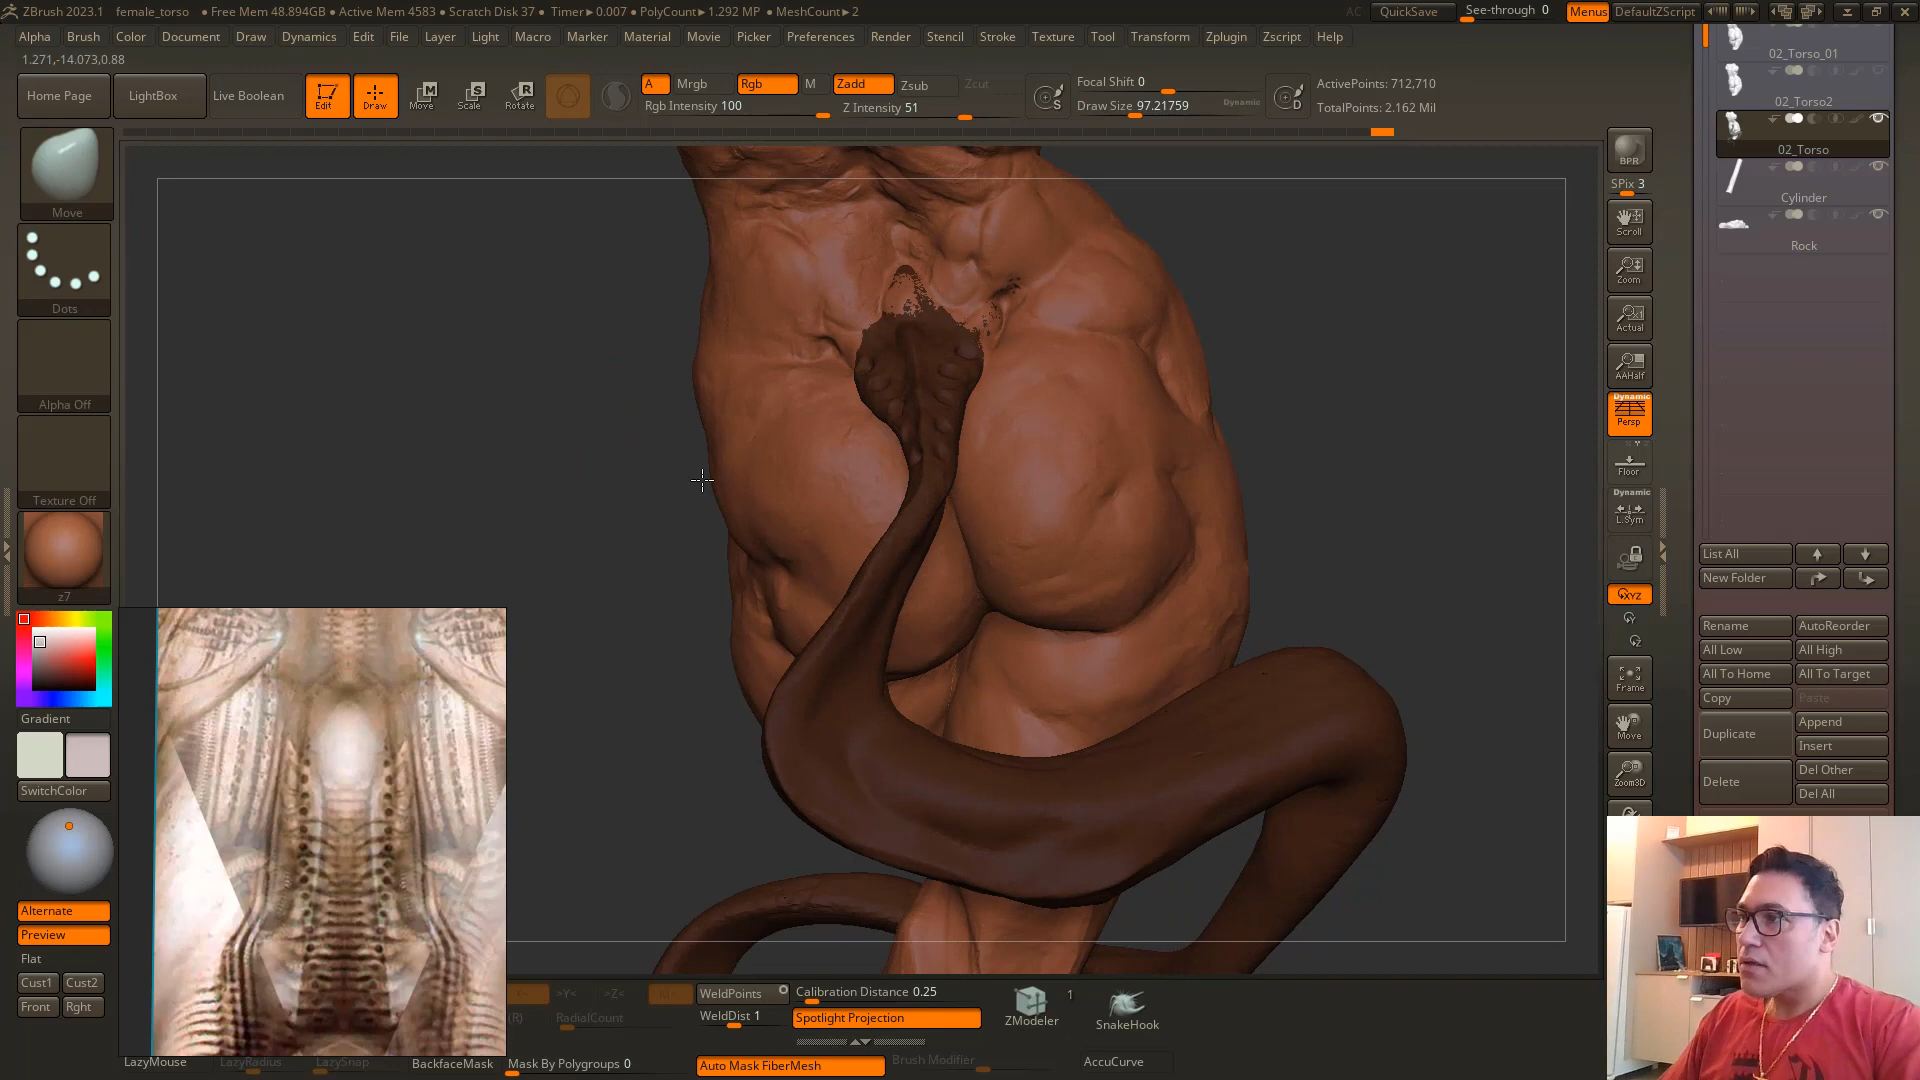 ZBrush 2023.1 female_torso • Free Mem 48.894GB • Active Mem 4583 • Scratch Disk 37 • Timer▸0.007 • PolyCount▸1.292 MP • MeshCount▸2
AC QuickSave See-through 0 Menus DefaultZScript
Alpha Brush Color Document Draw Dynamics Edit File Layer Light Macro Marker Material Movie Picker Preferences Render Stencil Stroke Texture Tool Transform Zplugin Zscript Help
1.271,-14.073,0.88
Home Page LightBox Live Boolean Edit Draw Move Scale Rotate
M S R
A Mrgb Rgb M Zadd Zsub Zcut
Rgb Intensity 100 Z Intensity 51
S D
Focal Shift 0
Draw Size 97.21759 Dynamic
ActivePoints: 712,710
TotalPoints: 2.162 Mil
Move
Dots
Alpha Off
Texture Off
z7
Gradient
SwitchColor
Alternate
Preview
Flat
Cust1 Cust2
Front Rght
BPR
SPix 3
Scroll
Zoom
Actual
AAHalf
Dynamic
Persp
Floor
Dynamic
L.Sym
XYZ
Frame
Move
Zoom3D
02_Torso_01
02_Torso2
02_Torso
Cylinder
Rock
List All
New Folder
Rename AutoReorder
All Low All High
All To Home All To Target
Copy Paste
Duplicate Append
Insert
Delete Del Other
Del All
>Y< >Z< WeldPoints Calibration Distance 0.25
(R) RadialCount WeldDist 1 Spotlight Projection
ZModeler 1
SnakeHook
LazyMouse LazyRadius LazySnap BackfaceMask Mask By Polygroups 0 Auto Mask FiberMesh Brush Modifier AccuCurve